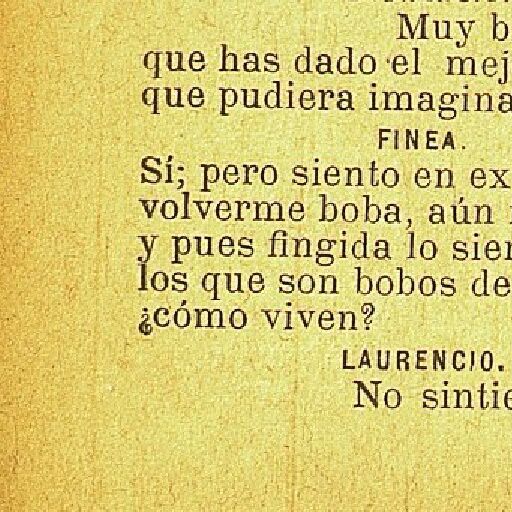 Muy b
que has dado el mej
que pudiera imagina
FINEA.
Sí; pero siento en ex
volverme boba, aún
y pues fingida lo sier
los que son bobos de
¿cómo viven?
LAURENCIO.
No sintie